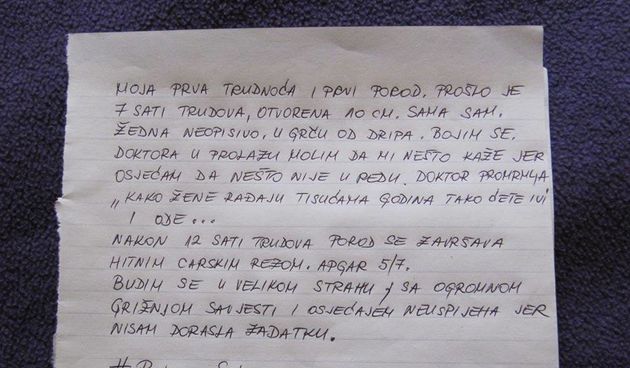 MOJA PRVA TRUDNOĆA I PRVI POROD. PROŠLO JE
7 SATI TRUDOVA, OTVORENA 10 CM. SAMA SAM.
ŽEDNA NEOPISIVO. U GRČU OD DRIPA. BOJIM SE.
DOKTORA U PROLAZU MOLIM DA MI NEŠTO KAŽE JER
OSJEĆAM DA NEŠTO NIJE U REDU. DOKTOR PROMRMLJA
„KAKO ŽENE RAĐAJU TISUĆAMA GODINA TAKO ĆETE I VI
I ODE...
NAKON 12 SATI TRUDOVA POROD SE ZAVRŠAVA
HITNIM CARSKIM REZOM. APGAR 5/7.
BUDIM SE U VELIKOM STRAHU, SA OGROMNOM
GRIŽNJOM SAVJESTI I OSJEĆAJEM NEUSPJEHA JER
NISAM DORASLA ZADATKU.